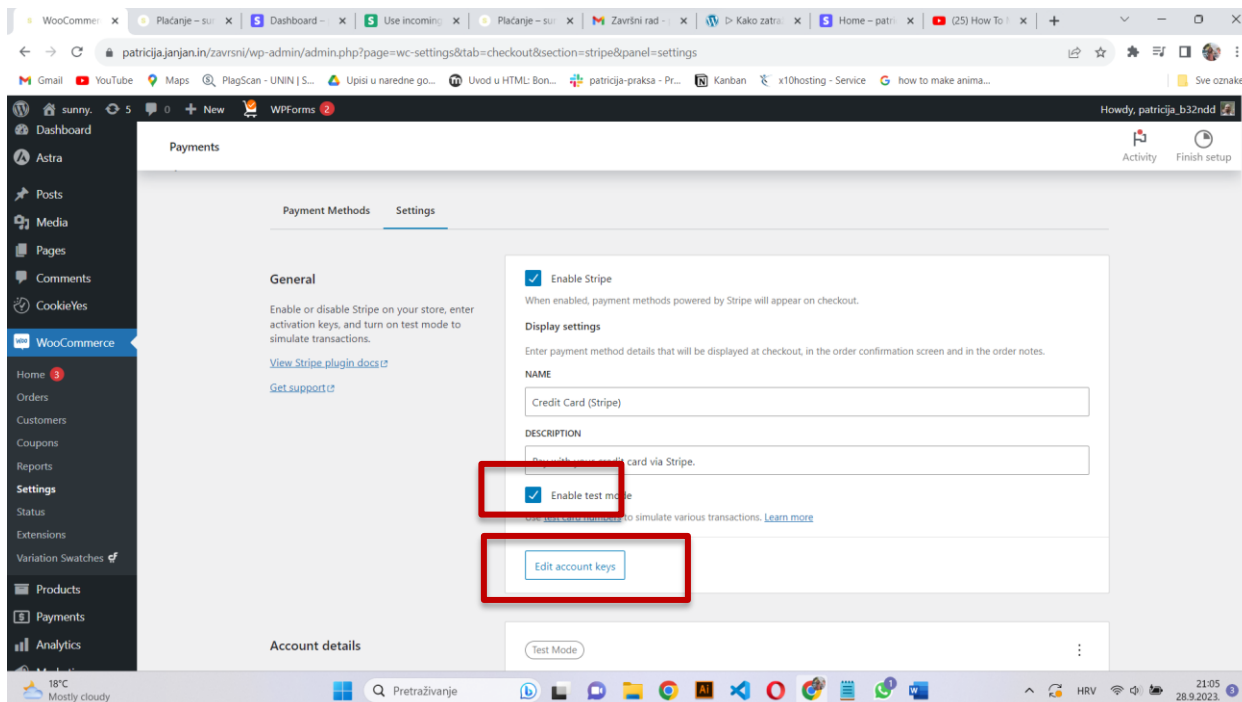 WooCommer
Plaćanje – sur
Dashboard –
Use incoming
Plaćanje – sur
Završni rad -
▷ Kako zatra
Home – patri
(25) How To
patricija.janjan.in/zavrsni/wp-admin/admin.php?page=wc-settings&tab=checkout&section=stripe&panel=settings
Gmail
YouTube
Maps
PlagScan - UNIN | S...
Upisi u naredne go...
Uvod u HTML: Bon...
patricija-praksa - Pr...
Kanban
x10hosting - Service
how to make anima...
Sve oznake
sunny.
5
0
+ New
WPForms 2
Howdy, patricija_b32ndd
Dashboard
Astra
Posts
Media
Pages
Comments
CookieYes
WooCommerce
Home 3
Orders
Customers
Coupons
Reports
Settings
Status
Extensions
Variation Swatches
Products
Payments
Analytics
Payments
Activity
Finish setup
Payment Methods
Settings
General
Enable or disable Stripe on your store, enter
activation keys, and turn on test mode to
simulate transactions.
View Stripe plugin docs
Get support
Enable Stripe
When enabled, payment methods powered by Stripe will appear on checkout.
Display settings
Enter payment method details that will be displayed at checkout, in the order confirmation screen and in the order notes.
NAME
Credit Card (Stripe)
DESCRIPTION
Pay with your credit card via Stripe.
Enable test mode
Use test card numbers to simulate various transactions. Learn more
Edit account keys
Account details
Test Mode
18°C
Mostly cloudy
Pretraživanje
HRV
21:05
28.9.2023.
3